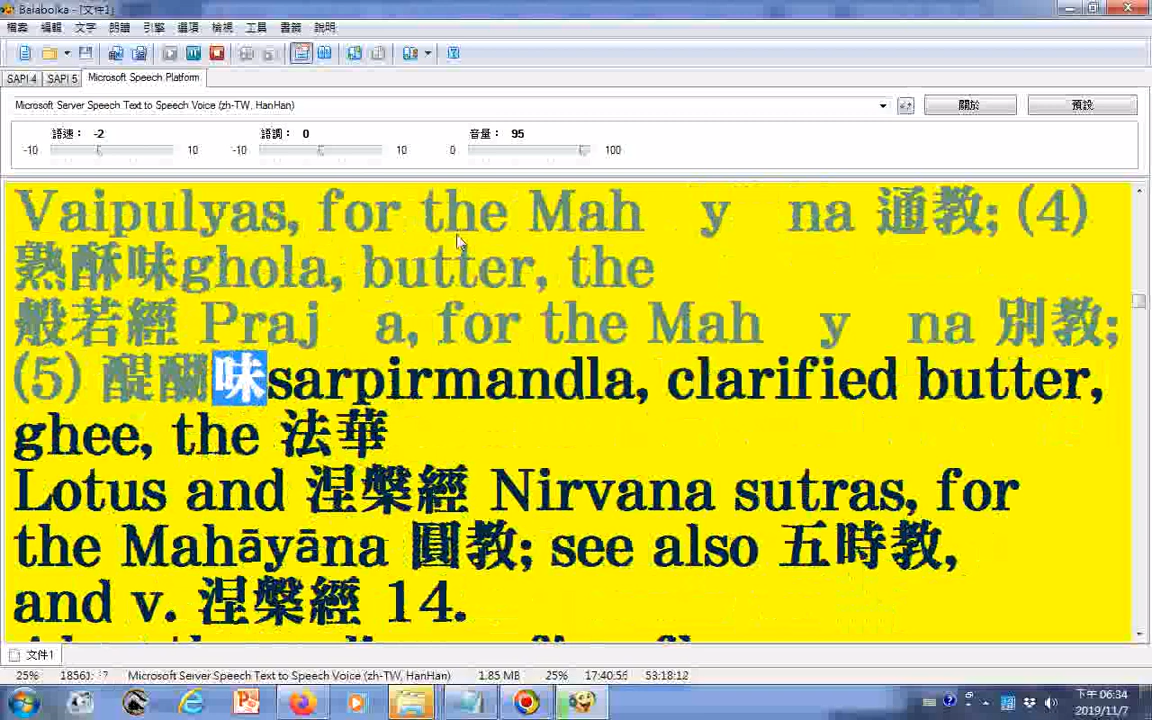 Balabolka - [文件1]
檔案 編輯 文字 朗讀 引擎 選項 檢視 工具 書籤 說明
SAPI 4 SAPI 5 Microsoft Speech Platform
Microsoft Server Speech Text to Speech Voice (zh-TW, HanHan) 關於 預設
語速： -2 語調： 0 音量： 95
-10 10 -10 10 0 100
Vaipulyas, for the Mah y na 通教; (4)
熟酥味ghola, butter, the
般若經 Praj a, for the Mah y na 別教;
(5) 醍醐味sarpirmandla, clarified butter,
ghee, the 法華
Lotus and 涅槃經 Nirvana sutras, for
the Mahāyāna 圓教; see also 五時教,
and v. 涅槃經 14.
文件1
25% Microsoft Server Speech Text to Speech Voice (zh-TW, HanHan) 1.85 MB 25% 17:40:55 53:18:12
下午 06:34
2019/11/7